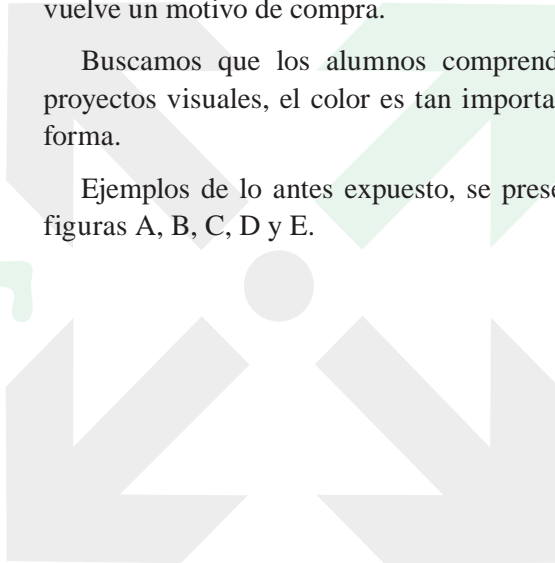 vuelve un motivo de compra.
Buscamos que los alumnos comprend
proyectos visuales, el color es tan importa
forma.
Ejemplos de lo antes expuesto, se prese
figuras A, B, C, D y E.